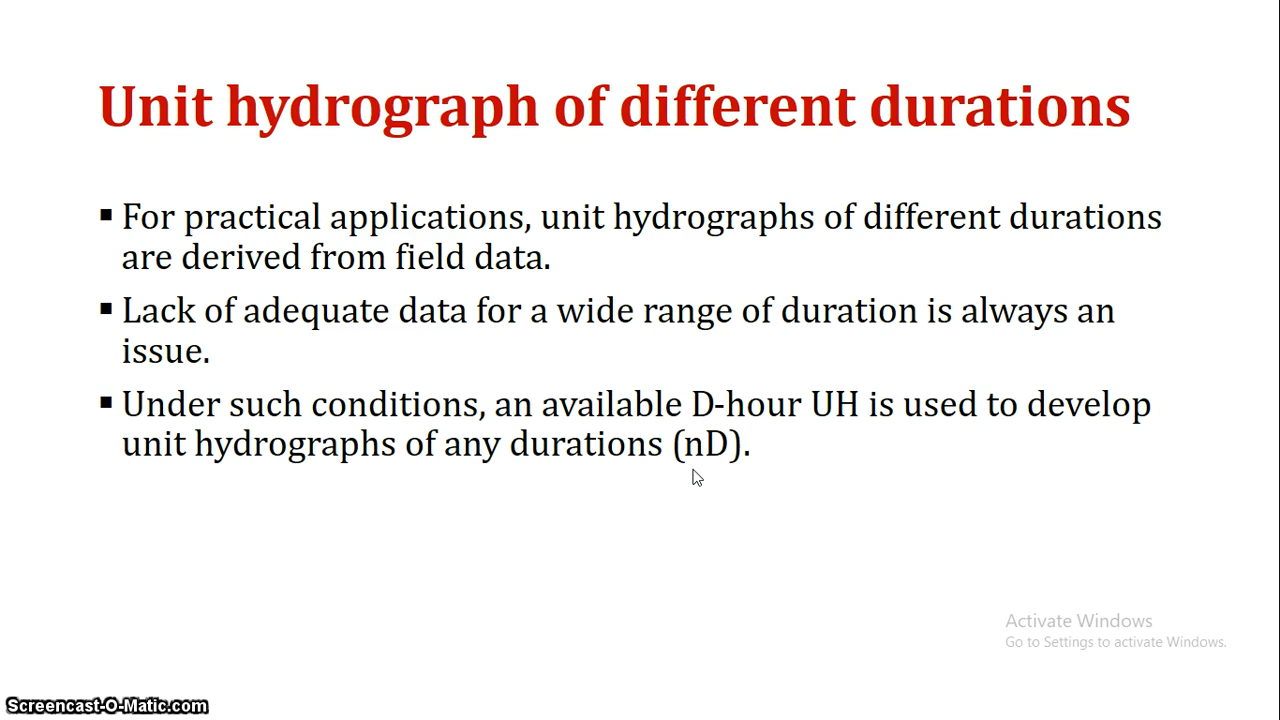 Unit hydrograph of different durations
▪ For practical applications, unit hydrographs of different durations
are derived from field data.
▪ Lack of adequate data for a wide range of duration is always an
issue.
▪ Under such conditions, an available D-hour UH is used to develop
unit hydrographs of any durations (nD).
Activate Windows
Go to Settings to activate Windows.
Screencast-O-Matic.com